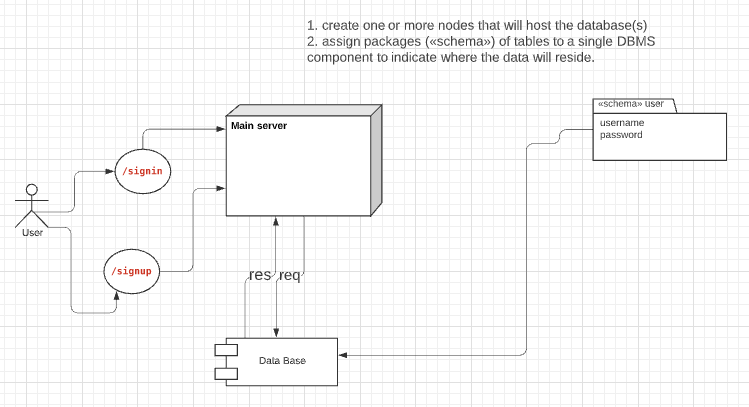 1. create one or more nodes that will host the database(s)
2. assign packages («schema») of tables to a single DBMS
component to indicate where the data will reside.
«schema» user
username
password
Main server
/signin
User
/signup
res
req
Data Base